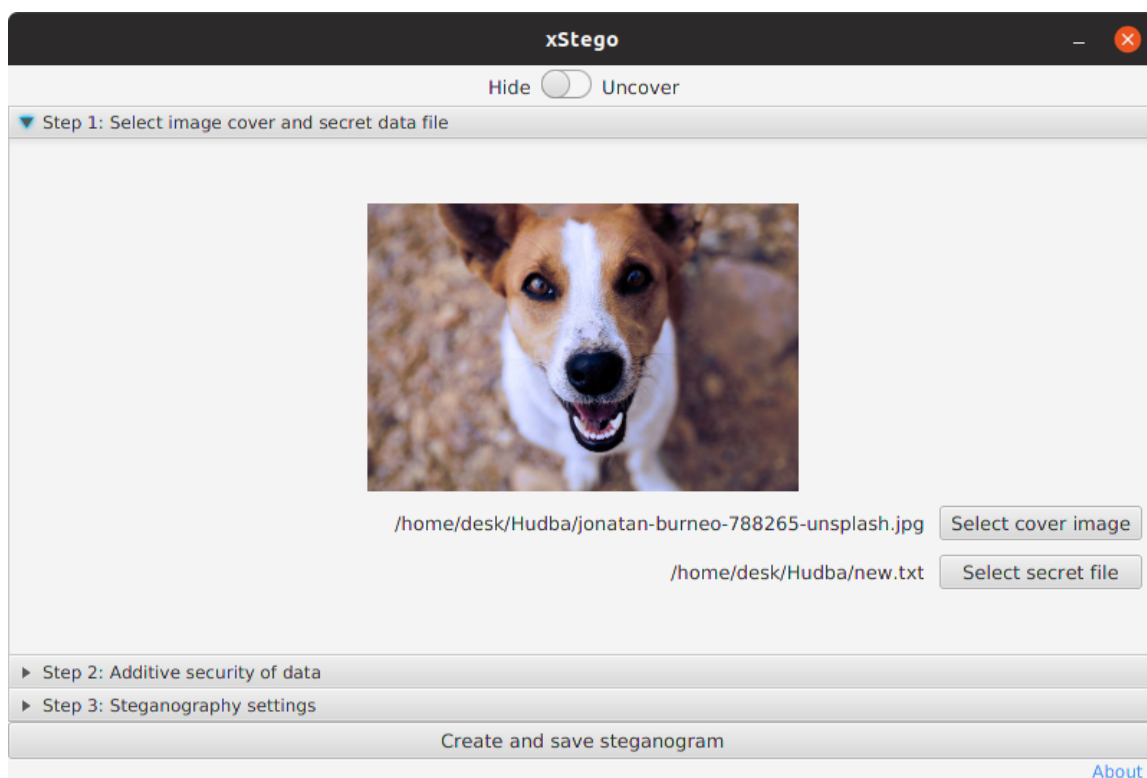 xStego
Hide Uncover
Step 1: Select image cover and secret data file
/home/desk/Hudba/jonatan-burneo-788265-unsplash.jpg Select cover image
/home/desk/Hudba/new.txt Select secret file
Step 2: Additive security of data
Step 3: Steganography settings
Create and save steganogram
About